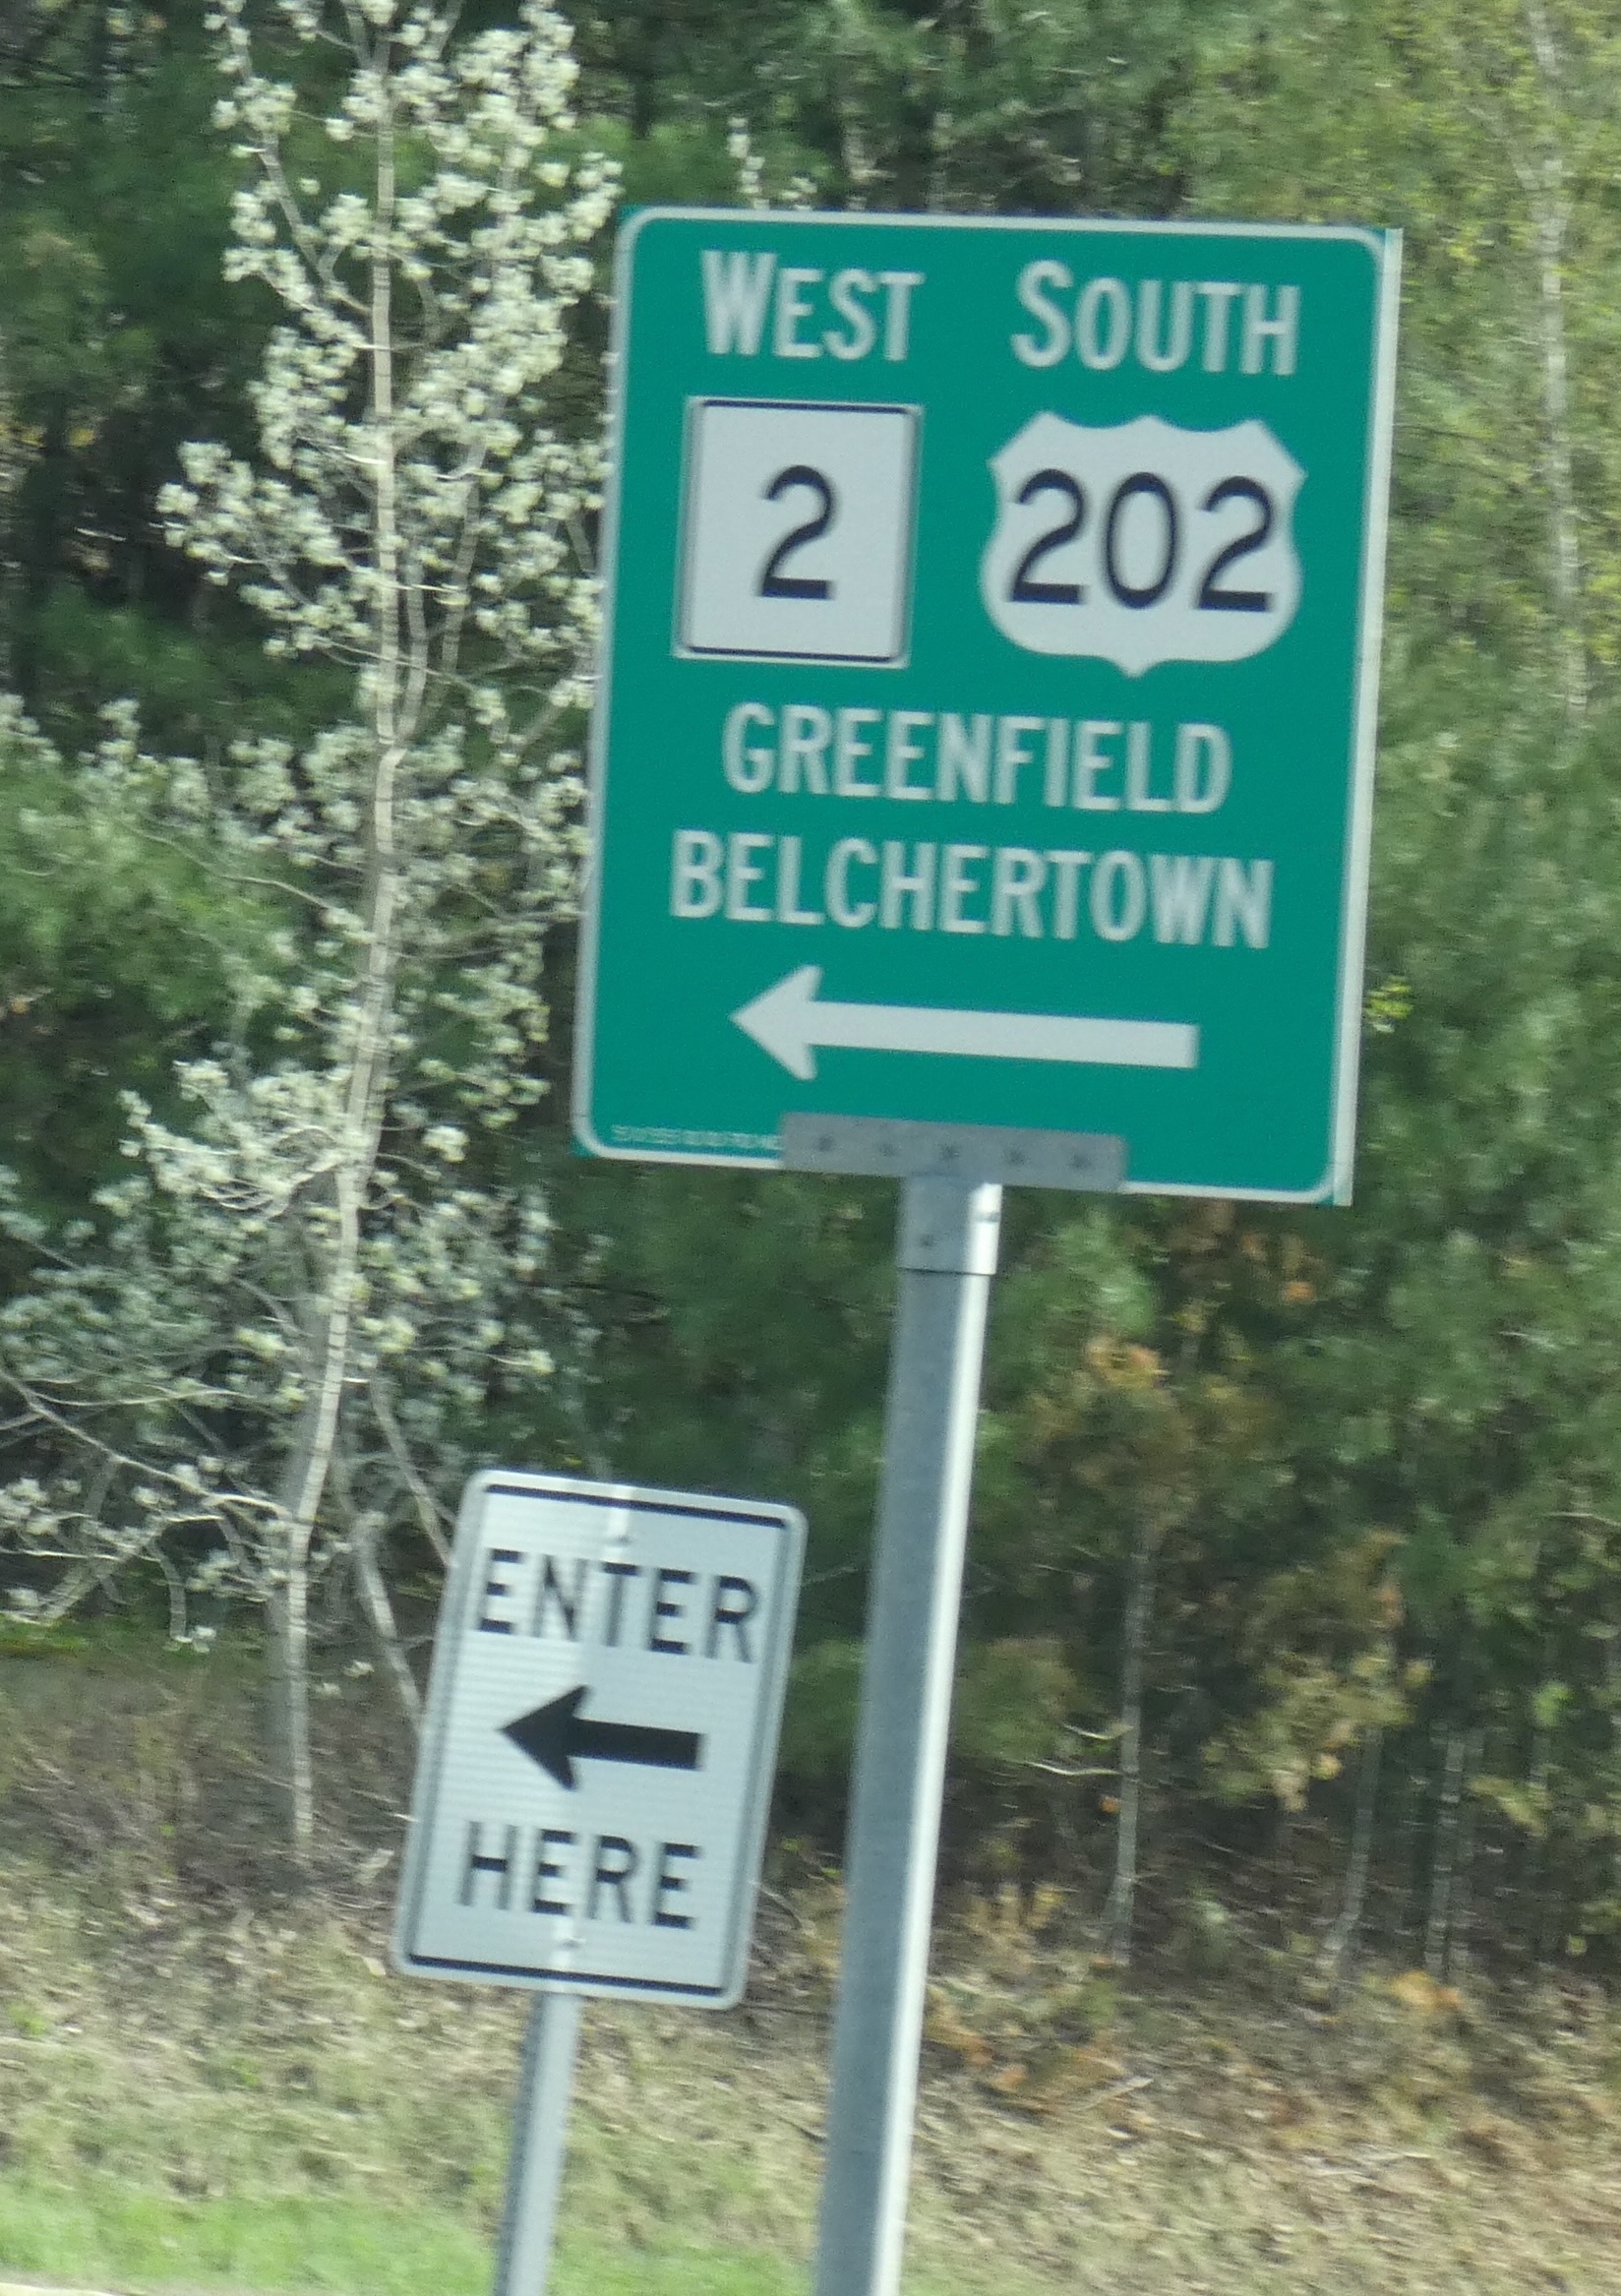 WEST SOUTH
2 202
GREENFIELD
BELCHERTOWN
ENTER
HERE